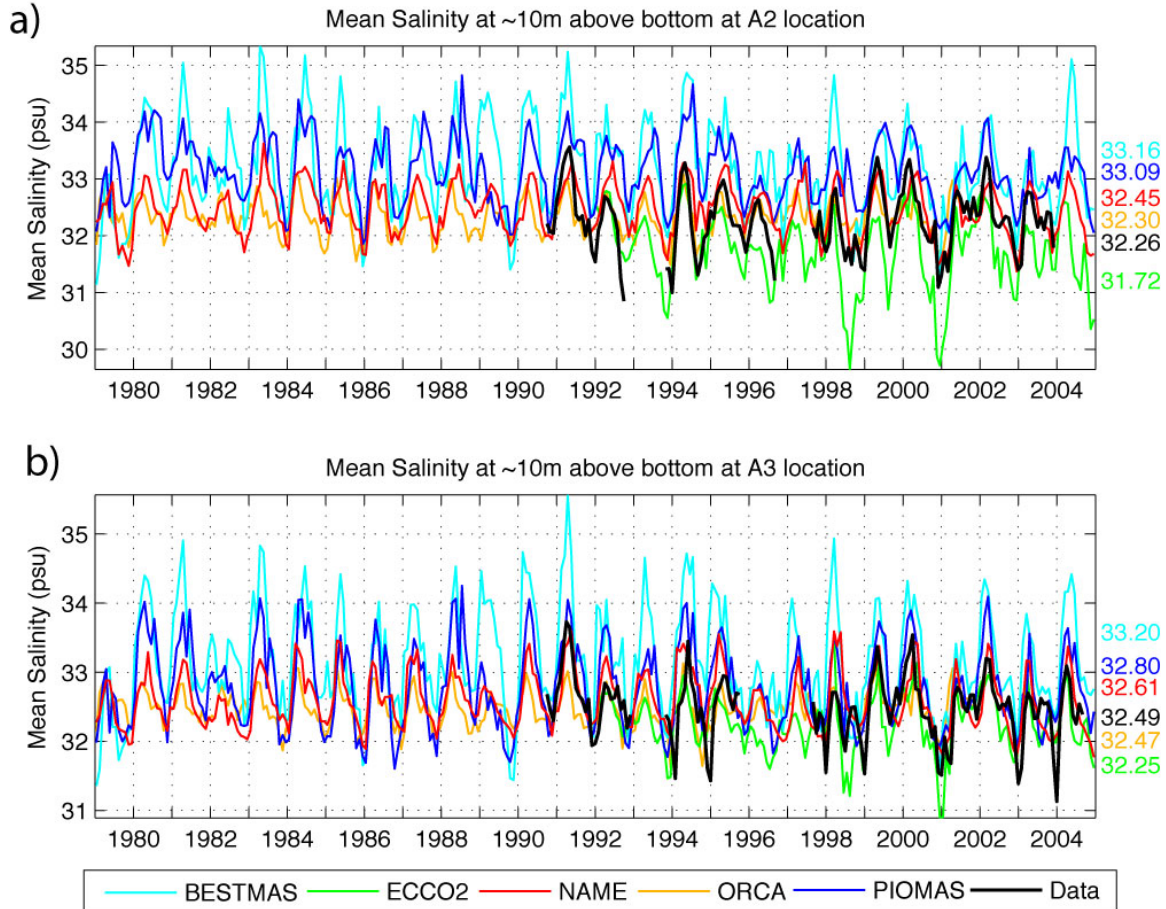 a)
Mean Salinity at ~10m above bottom at A2 location
Mean Salinity (psu)
35
34
33
32
31
30
33.16
33.09
32.45
32.30
32.26
31.72
1980 1982 1984 1986 1988 1990 1992 1994 1996 1998 2000 2002 2004
b)
Mean Salinity at ~10m above bottom at A3 location
Mean Salinity (psu)
35
34
33
32
31
33.20
32.80
32.61
32.49
32.47
32.25
1980 1982 1984 1986 1988 1990 1992 1994 1996 1998 2000 2002 2004
BESTMAS ECCO2 NAME ORCA PIOMAS Data